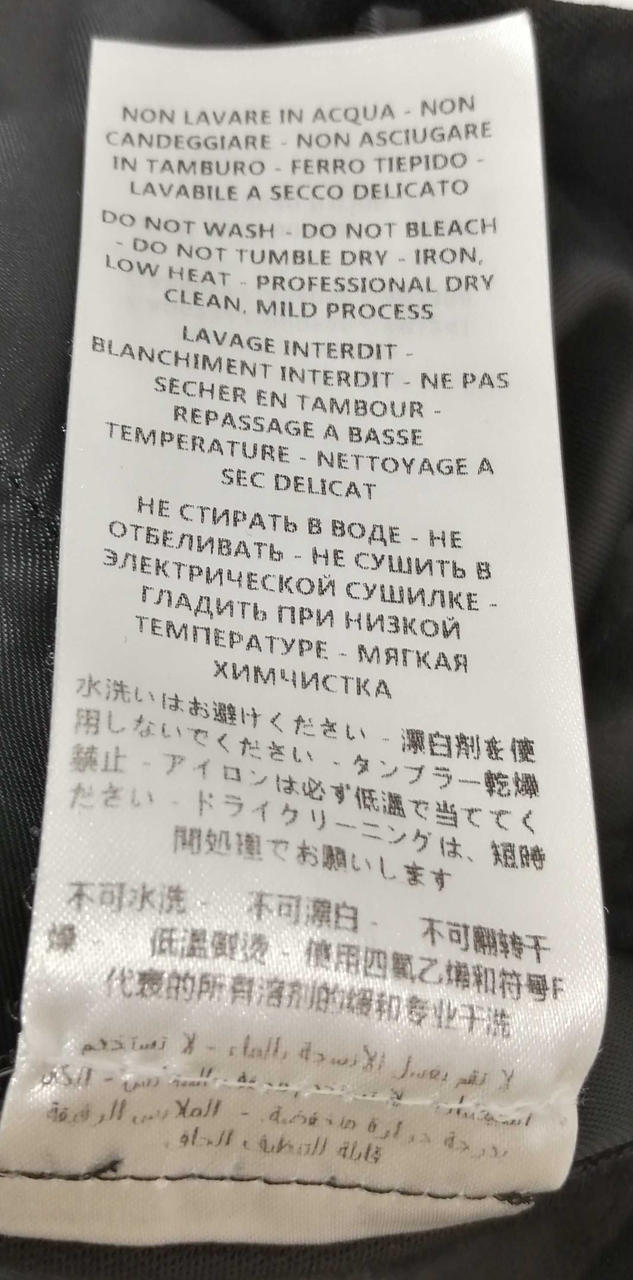 NON LAVARE IN ACQUA - NON
CANDEGGIARE - NON ASCIUGARE
IN TAMBURO - FERRO TIEPIDO -
LAVABILE A SECCO DELICATO
DO NOT WASH - DO NOT BLEACH
- DO NOT TUMBLE DRY - IRON,
LOW HEAT - PROFESSIONAL DRY
CLEAN, MILD PROCESS
LAVAGE INTERDIT -
BLANCHIMENT INTERDIT - NE PAS
SECHER EN TAMBOUR -
REPASSAGE A BASSE
TEMPERATURE - NETTOYAGE A
SEC DELICAT
НЕ СТИРАТЬ В ВОДЕ - НЕ
ОТБЕЛИВАТЬ - НЕ СУШИТЬ В
ЭЛЕКТРИЧЕСКОЙ СУШИЛКЕ -
ГЛАДИТЬ ПРИ НИЗКОЙ
ТЕМПЕРАТУРЕ - МЯГКАЯ
ХИМЧИСТКА
水洗いはお避けください - 漂白剤を使
用しないでください - タンブラー乾燥
禁止 - アイロンは必ず低温で当ててく
ださい - ドライクリーニングは、短時
間処理でお願いします
不可水洗 - 不可漂白 - 不可翻转干
燥 - 低温熨烫 - 使用四氯乙烯和符号F
代表的所有溶剂的缓和专业干洗